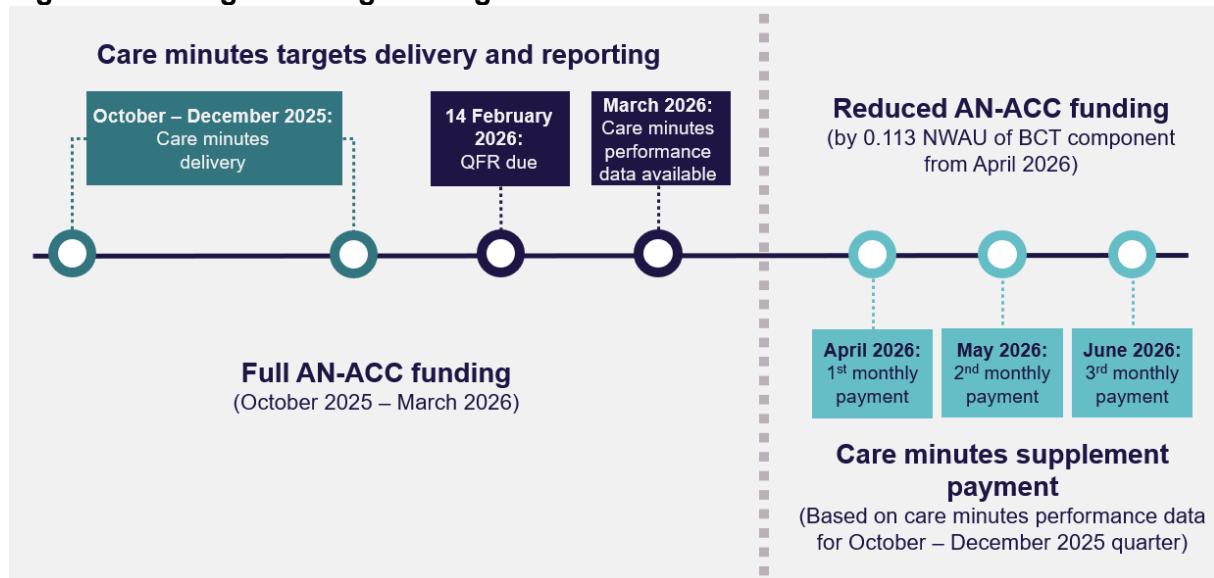 Care minutes targets delivery and reporting
October – December 2025:
Care minutes
delivery
14 February
2026:
QFR due
March 2026:
Care minutes
performance
data available
Reduced AN-ACC funding
(by 0.113 NWAU of BCT component
from April 2026)
Full AN-ACC funding
(October 2025 – March 2026)
April 2026:
1st monthly
payment
May 2026:
2nd monthly
payment
June 2026:
3rd monthly
payment
Care minutes supplement
payment
(Based on care minutes performance data
for October – December 2025 quarter)